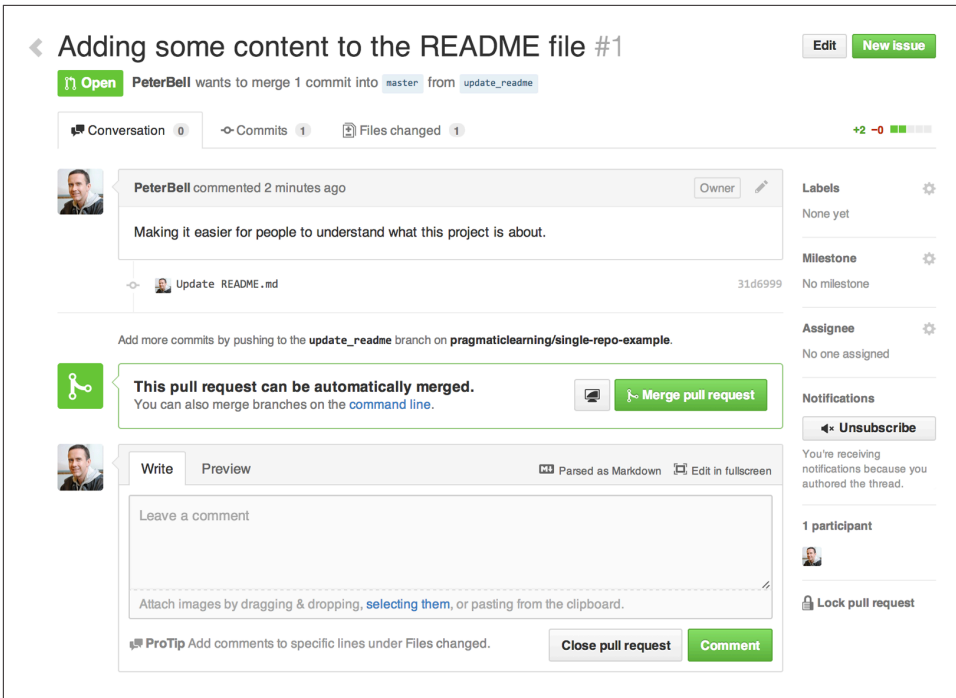 Adding some content to the README file #1
Edit
New issue
Open
PeterBell wants to merge 1 commit into master from update_readme
Conversation 0
Commits 1
Files changed 1
+2 −0
PeterBell commented 2 minutes ago
Owner
Making it easier for people to understand what this project is about.
Update README.md
31d6999
Add more commits by pushing to the update_readme branch on pragmaticlearning/single-repo-example.
This pull request can be automatically merged.
You can also merge branches on the command line.
Merge pull request
Write
Preview
Parsed as Markdown
Edit in fullscreen
Leave a comment
Attach images by dragging & dropping, selecting them, or pasting from the clipboard.
ProTip Add comments to specific lines under Files changed.
Close pull request
Comment
Labels
None yet
Milestone
No milestone
Assignee
No one assigned
Notifications
Unsubscribe
You're receiving
notifications because you
authored the thread.
1 participant
Lock pull request